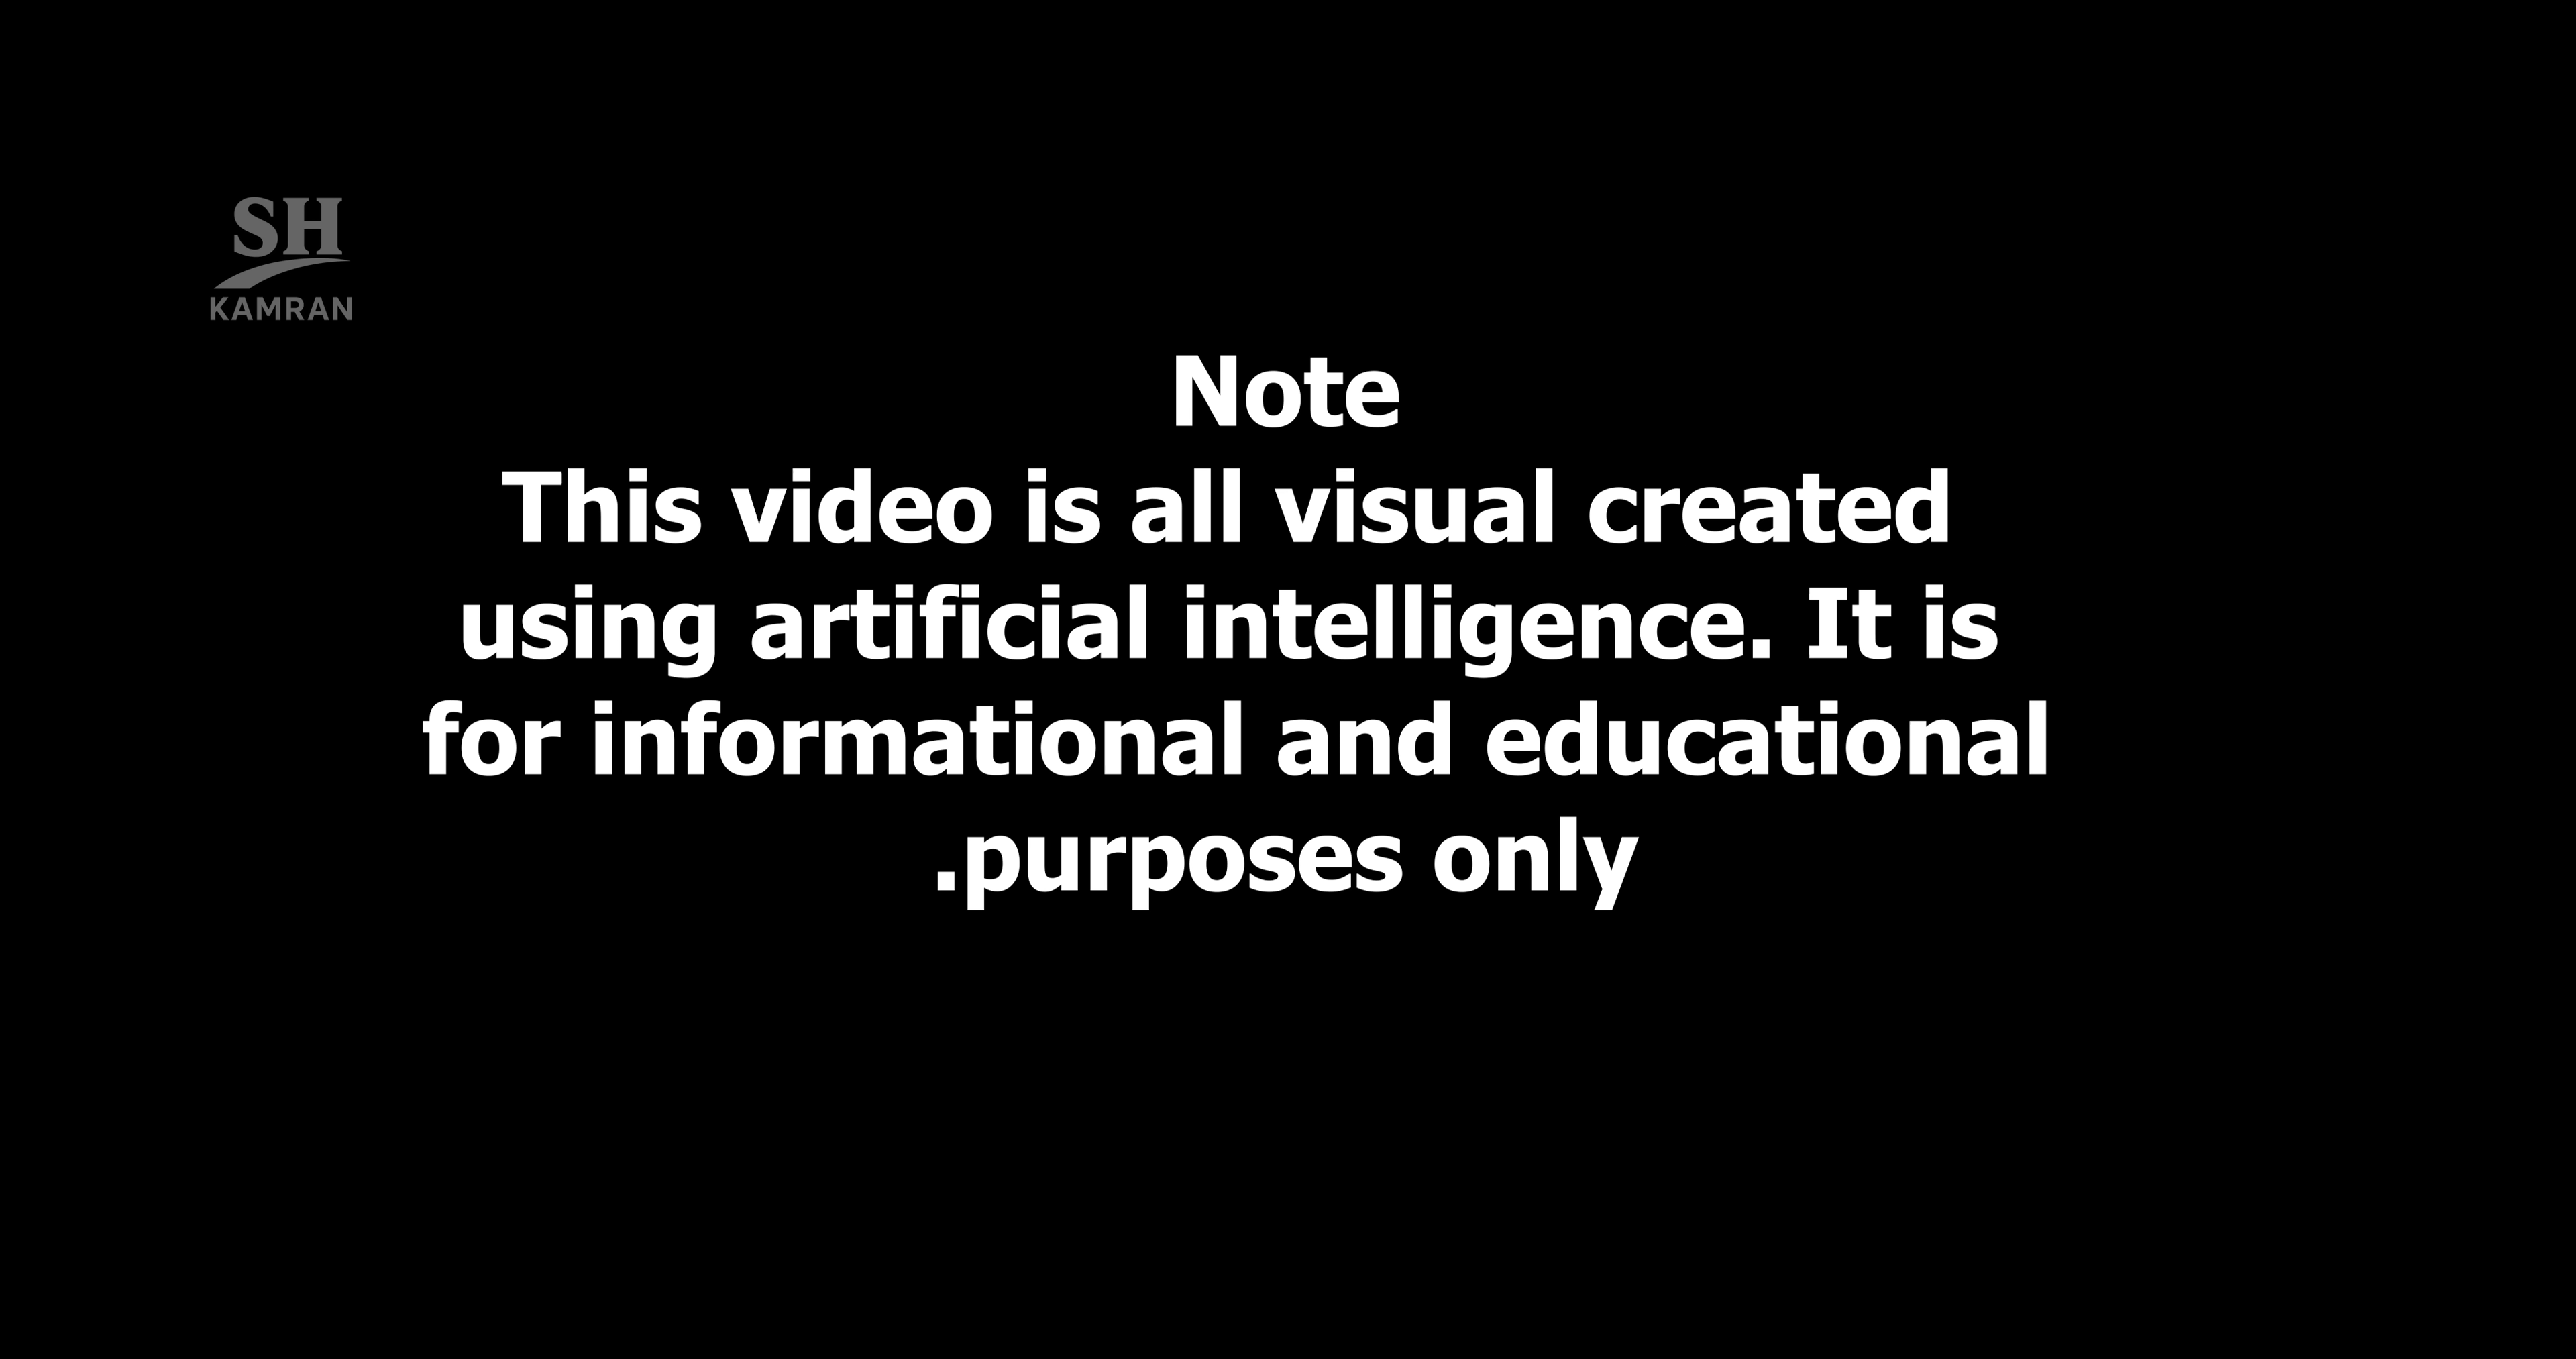 SH
KAMRAN
Note
This video is all visual created
using artificial intelligence. It is
for informational and educational
.purposes only